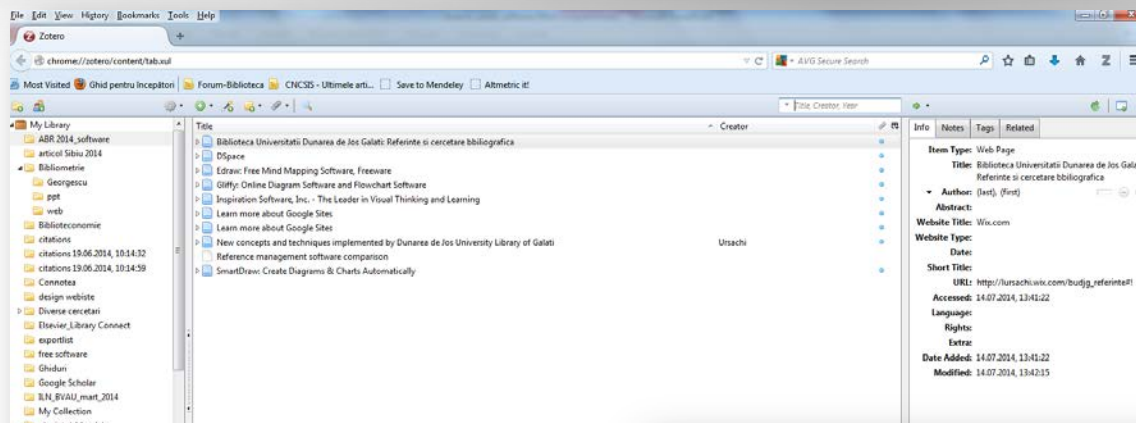 File Edit View History Bookmarks Tools Help
Zotero
chrome://zotero/content/tab.xul
AVG Secure Search
Most Visited Ghid pentru începători Forum-Biblioteca CNCSIS - Ultimele arti... Save to Mendeley Altmetric it!
Title, Creator, Year
My Library
ABR 2014_software
articol Sibiu 2014
Bibliometrie
Georgescu
ppt
web
Biblioteconomie
citations
citations 19.06.2014, 10:14:32
citations 19.06.2014, 10:14:59
Connotea
design webiste
Diverse cercetari
Elsevier_Library Connect
exportlist
free software
Ghiduri
Google Scholar
ILN_BVAU_mart_2014
My Collection
Title Creator
Biblioteca Universitatii Dunarea de Jos Galati: Referinte si cercetare bbiliografica
DSpace
Edraw: Free Mind Mapping Software, Freeware
Gliffy: Online Diagram Software and Flowchart Software
Inspiration Software, Inc. - The Leader in Visual Thinking and Learning
Learn more about Google Sites
Learn more about Google Sites
New concepts and techniques implemented by Dunarea de Jos University Library of Galati Ursachi
Reference management software comparison
SmartDraw: Create Diagrams & Charts Automatically
Info Notes Tags Related
Item Type: Web Page
Title: Biblioteca Universitatii Dunarea de Jos Gala
Referinte si cercetare bbiliografica
Author: (last), (first)
Abstract:
Website Title: Wix.com
Website Type:
Date:
Short Title:
URL: http://lursachi.wix.com/budjg_referinte#!
Accessed: 14.07.2014, 13:41:22
Language:
Rights:
Extra:
Date Added: 14.07.2014, 13:41:22
Modified: 14.07.2014, 13:42:15